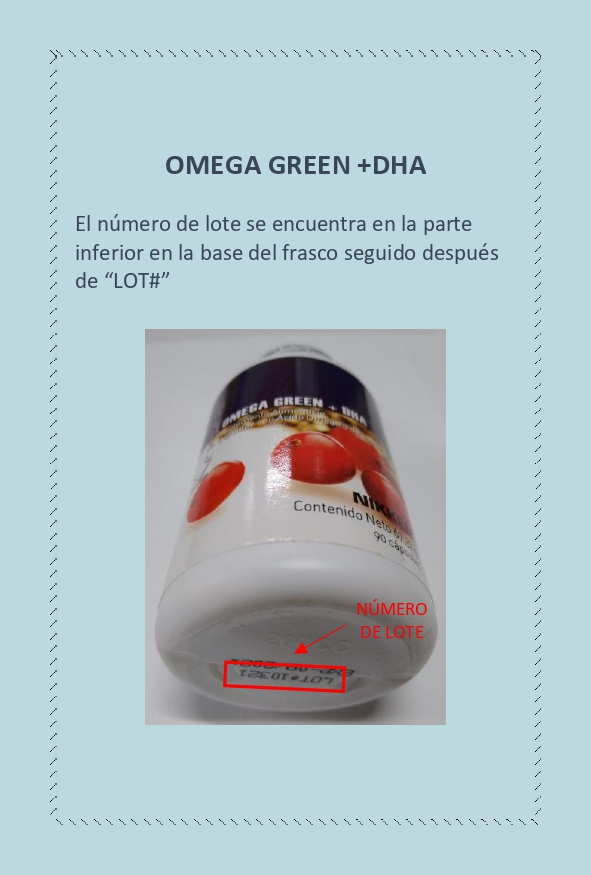 OMEGA GREEN +DHA
El número de lote se encuentra en la parte
inferior en la base del frasco seguido después
de “LOT#”
OMEGA GREEN + DHA
Contenido Neto
90
NÚMERO
DE LOTE
LOT#10321